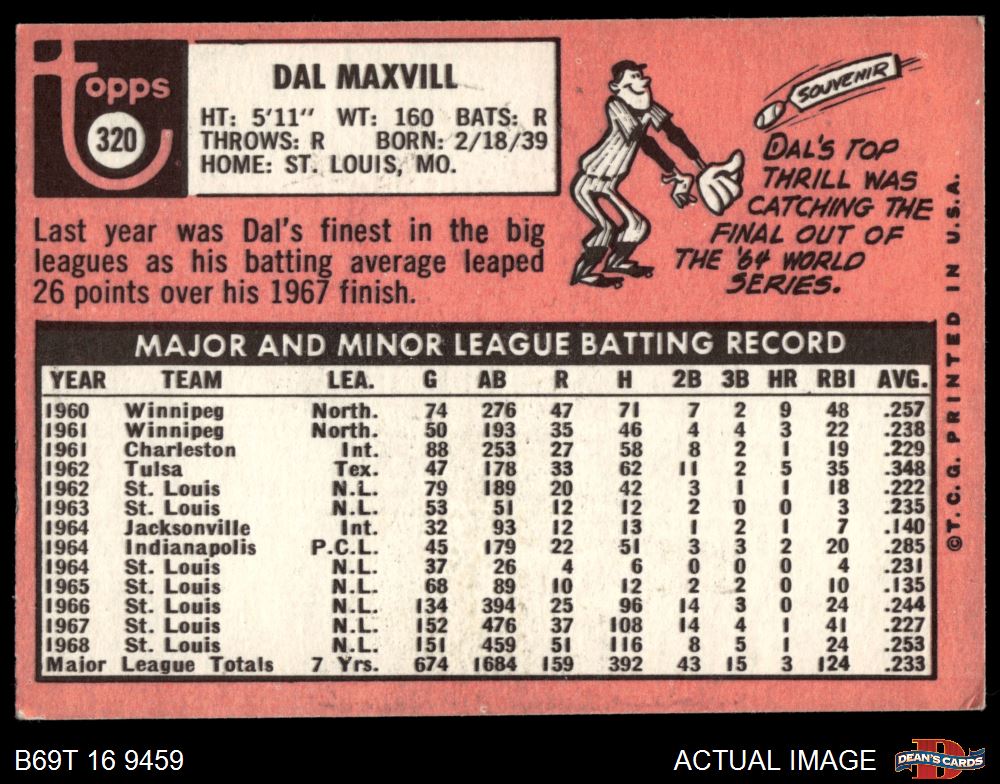 Topps
320
DAL MAXVILL
HT: 5'11" WT: 160 BATS: R
THROWS: R BORN: 2/18/39
HOME: ST. LOUIS, MO.
SOUVENIR
DAL'S TOP
THRILL WAS
CATCHING THE
FINAL OUT OF
THE '64 WORLD
SERIES.
Last year was Dal's finest in the big
leagues as his batting average leaped
26 points over his 1967 finish.
MAJOR AND MINOR LEAGUE BATTING RECORD
YEAR TEAM LEA. G AB R H 2B 3B HR RBI AVG.
1960 Winnipeg North. 74 276 47 71 7 2 9 48 .257
1961 Winnipeg North. 50 193 35 46 4 4 3 22 .238
1961 Charleston Int. 88 253 27 58 8 2 1 19 .229
1962 Tulsa Tex. 47 178 33 62 11 2 5 35 .348
1962 St. Louis N.L. 79 189 20 42 3 1 1 18 .222
1963 St. Louis N.L. 53 51 12 12 2 0 0 3 .235
1964 Jacksonville Int. 32 93 12 13 1 2 1 7 .140
1964 Indianapolis P.C.L. 45 179 22 51 3 3 2 20 .285
1964 St. Louis N.L. 37 26 4 6 0 0 0 4 .231
1965 St. Louis N.L. 68 89 10 12 2 2 0 10 .135
1966 St. Louis N.L. 134 394 25 96 14 3 0 24 .244
1967 St. Louis N.L. 152 476 37 108 14 4 1 41 .227
1968 St. Louis N.L. 151 459 51 116 8 5 1 24 .253
Major League Totals 7 Yrs. 674 1684 159 392 43 15 3 124 .233
©T.C.G. PRINTED IN U.S.A.
B69T 16 9459
ACTUAL IMAGE
DEAN'S CARDS